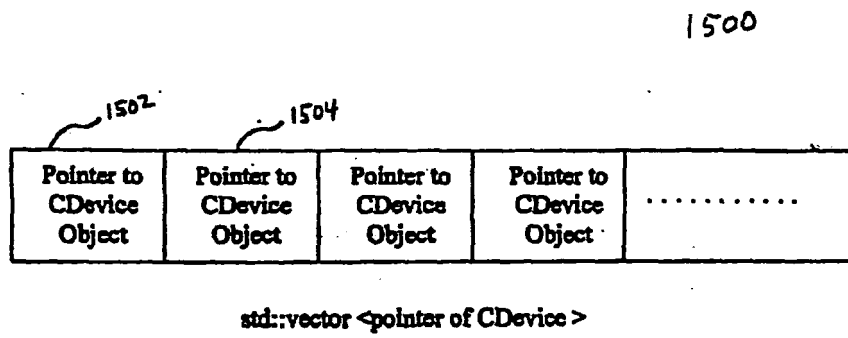 1500
1502
1504
Pointer to CDevice Object
Pointer to CDevice Object
Pointer to CDevice Object
Pointer to CDevice Object
...........
std::vector <pointer of CDevice >